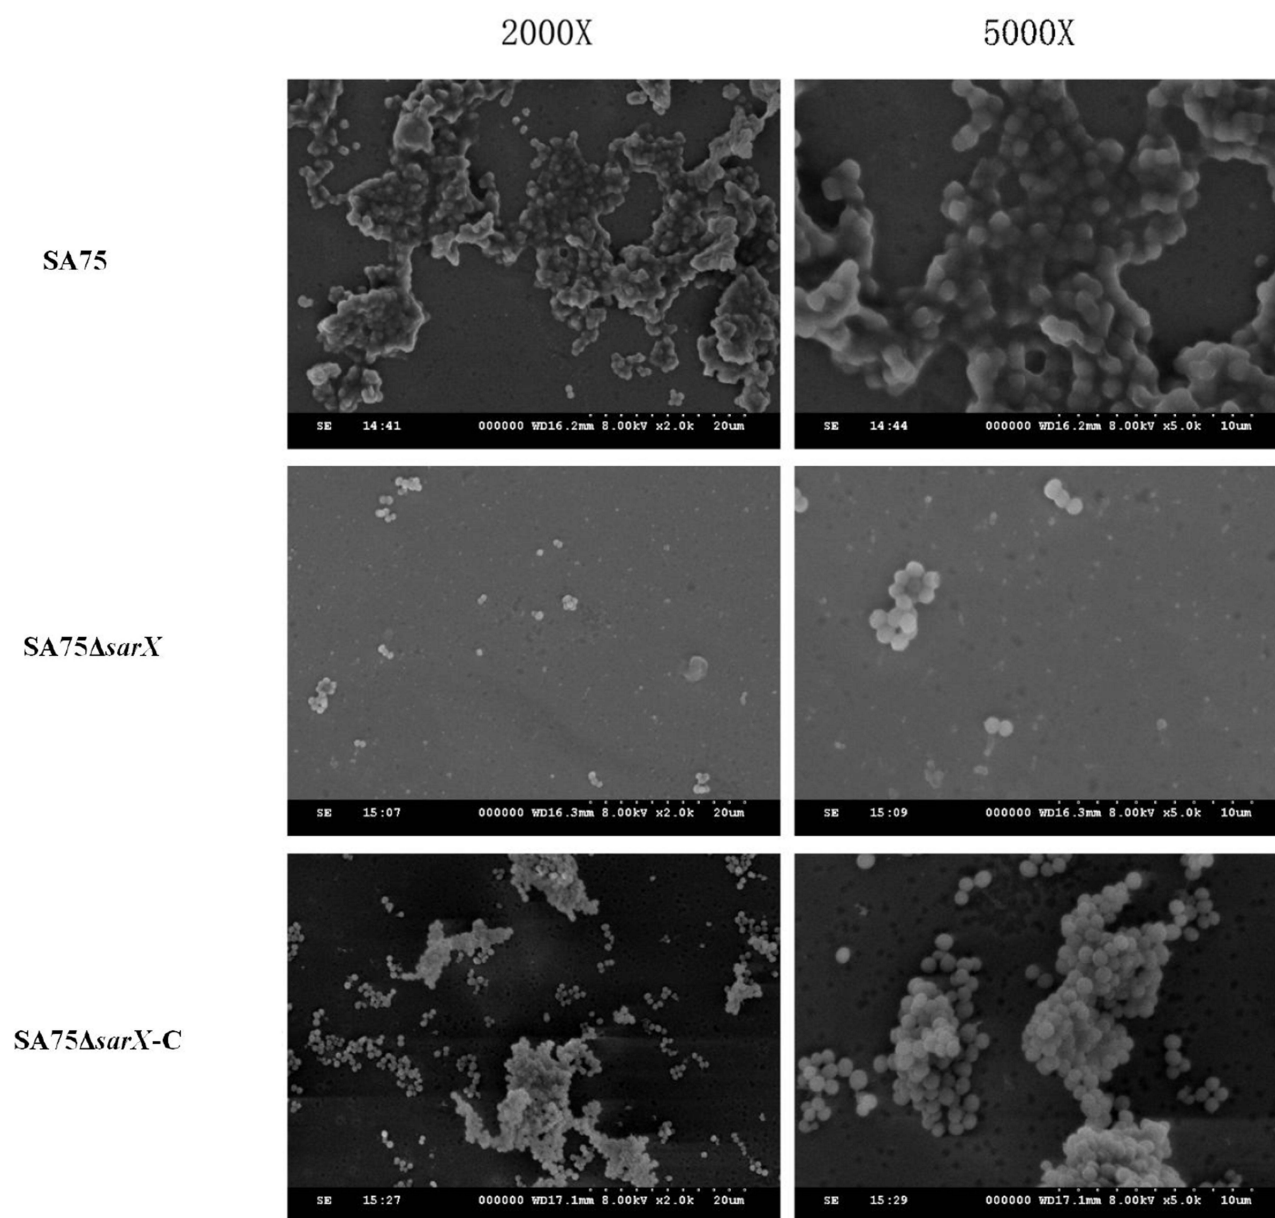 2000X 5000X
SA75
SE 14:41 000000 WD16.2mm 8.00kV x2.0k 20um
SE 14:44 000000 WD16.2mm 8.00kV x5.0k 10um
SA75ΔsarX
SE 15:07 000000 WD16.3mm 8.00kV x2.0k 20um
SE 15:09 000000 WD16.3mm 8.00kV x5.0k 10um
SA75ΔsarX-C
SE 15:27 000000 WD17.1mm 8.00kV x2.0k 20um
SE 15:29 000000 WD17.1mm 8.00kV x5.0k 10um